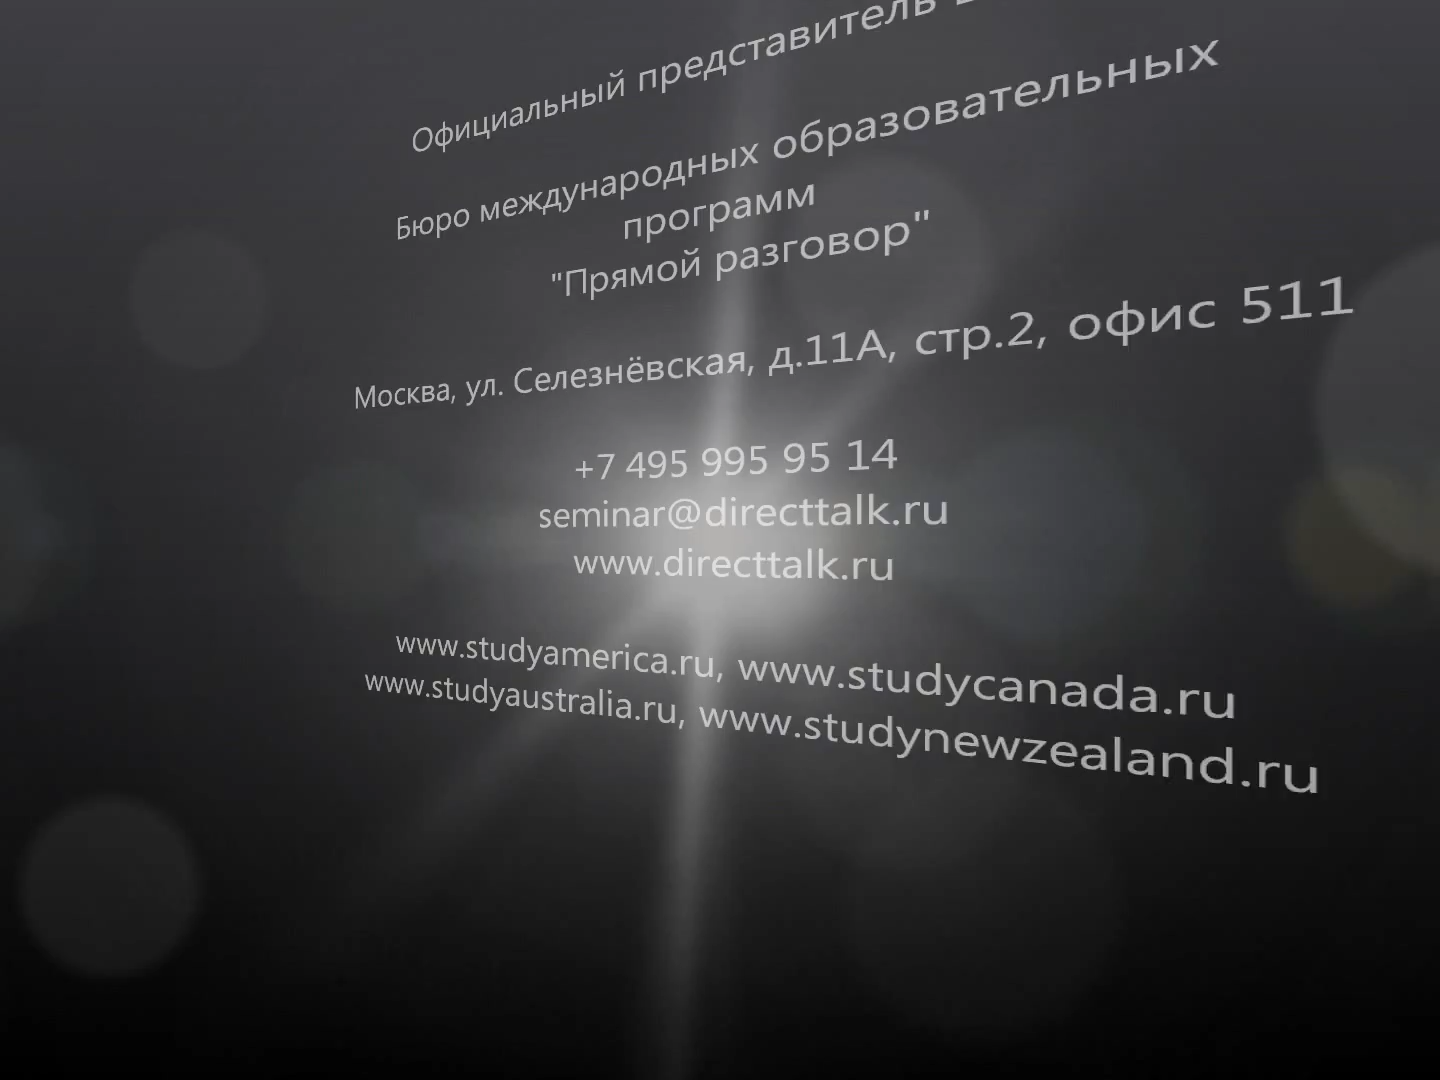 Официальный представитель
Бюро международных образовательных
программ
"Прямой разговор"
Москва, ул. Селезнёвская, д.11А, стр.2, офис 511
+7 495 995 95 14
seminar@directtalk.ru
www.directtalk.ru
www.studyamerica.ru, www.studycanada.ru
www.studyaustralia.ru, www.studynewzealand.ru